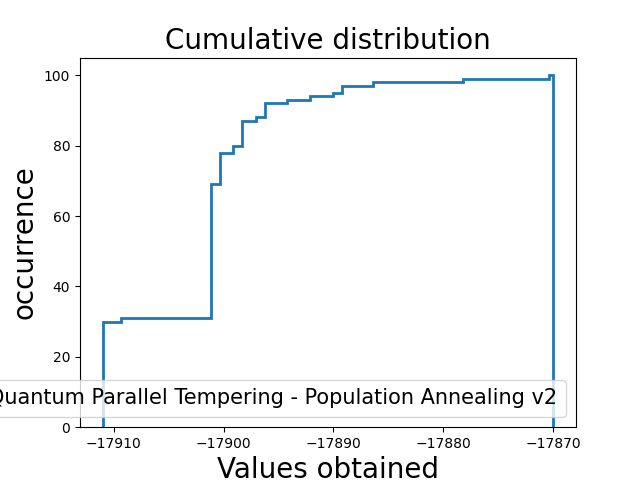 Cumulative distribution
occurrence
100
80
60
40
20
0
Quantum Parallel Tempering - Population Annealing v2
−17910 −17900 −17890 −17880 −17870
Values obtained